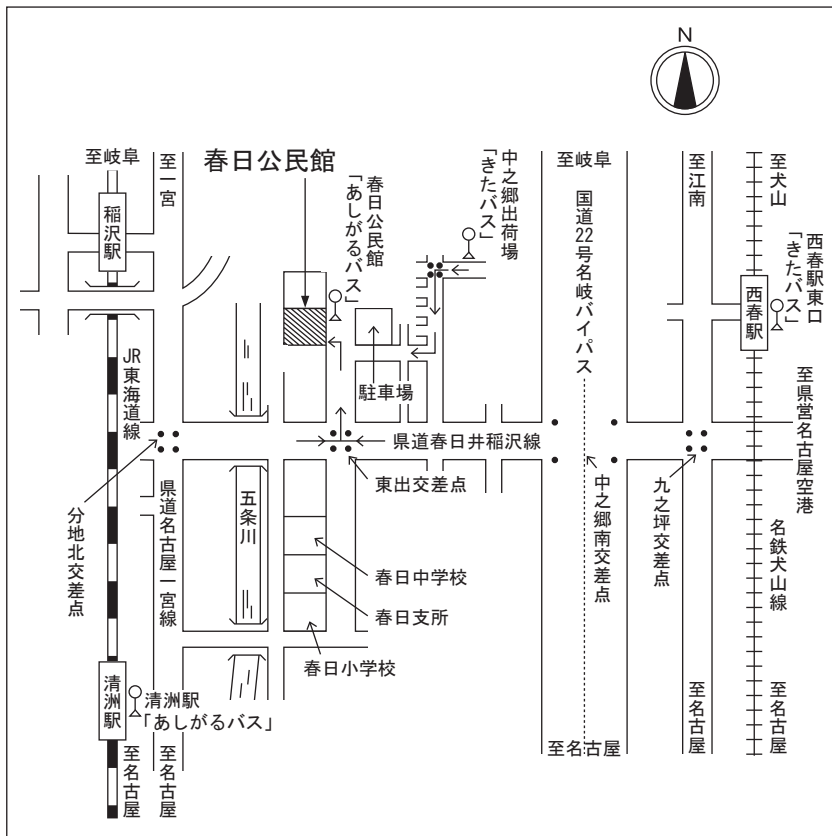 N
至岐阜
至一宮
春日公民館
春日公民館
「あしがるバス」
中之郷出荷場
「きたバス」
至岐阜
国道22号名岐バイパス
至江南
至犬山
西春駅東口
「きたバス」
稲沢駅
西春駅
JR東海道線
駐車場
県道春日井稲沢線
至県営名古屋空港
東出交差点
分地北交差点
県道名古屋一宮線
五条川
中之郷南交差点
九之坪交差点
名鉄犬山線
春日中学校
春日支所
春日小学校
清洲駅
清洲駅
「あしがるバス」
至名古屋
至名古屋
至名古屋
至名古屋
至名古屋